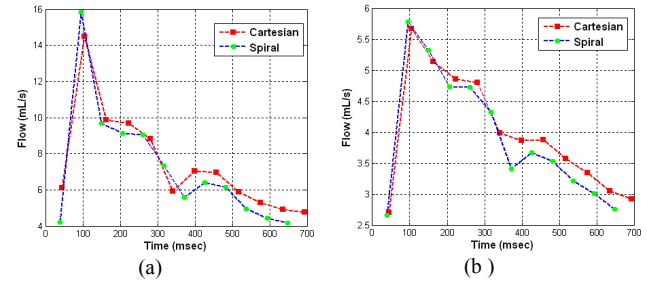 16
14
12
10
8
6
4
Flow (mL/s)
0 100 200 300 400 500 600 700
Time (msec)
Cartesian
Spiral
(a)
6
5.5
5
4.5
4
3.5
3
2.5
Flow (mL/s)
0 100 200 300 400 500 600 700
Time (msec)
Cartesian
Spiral
(b )